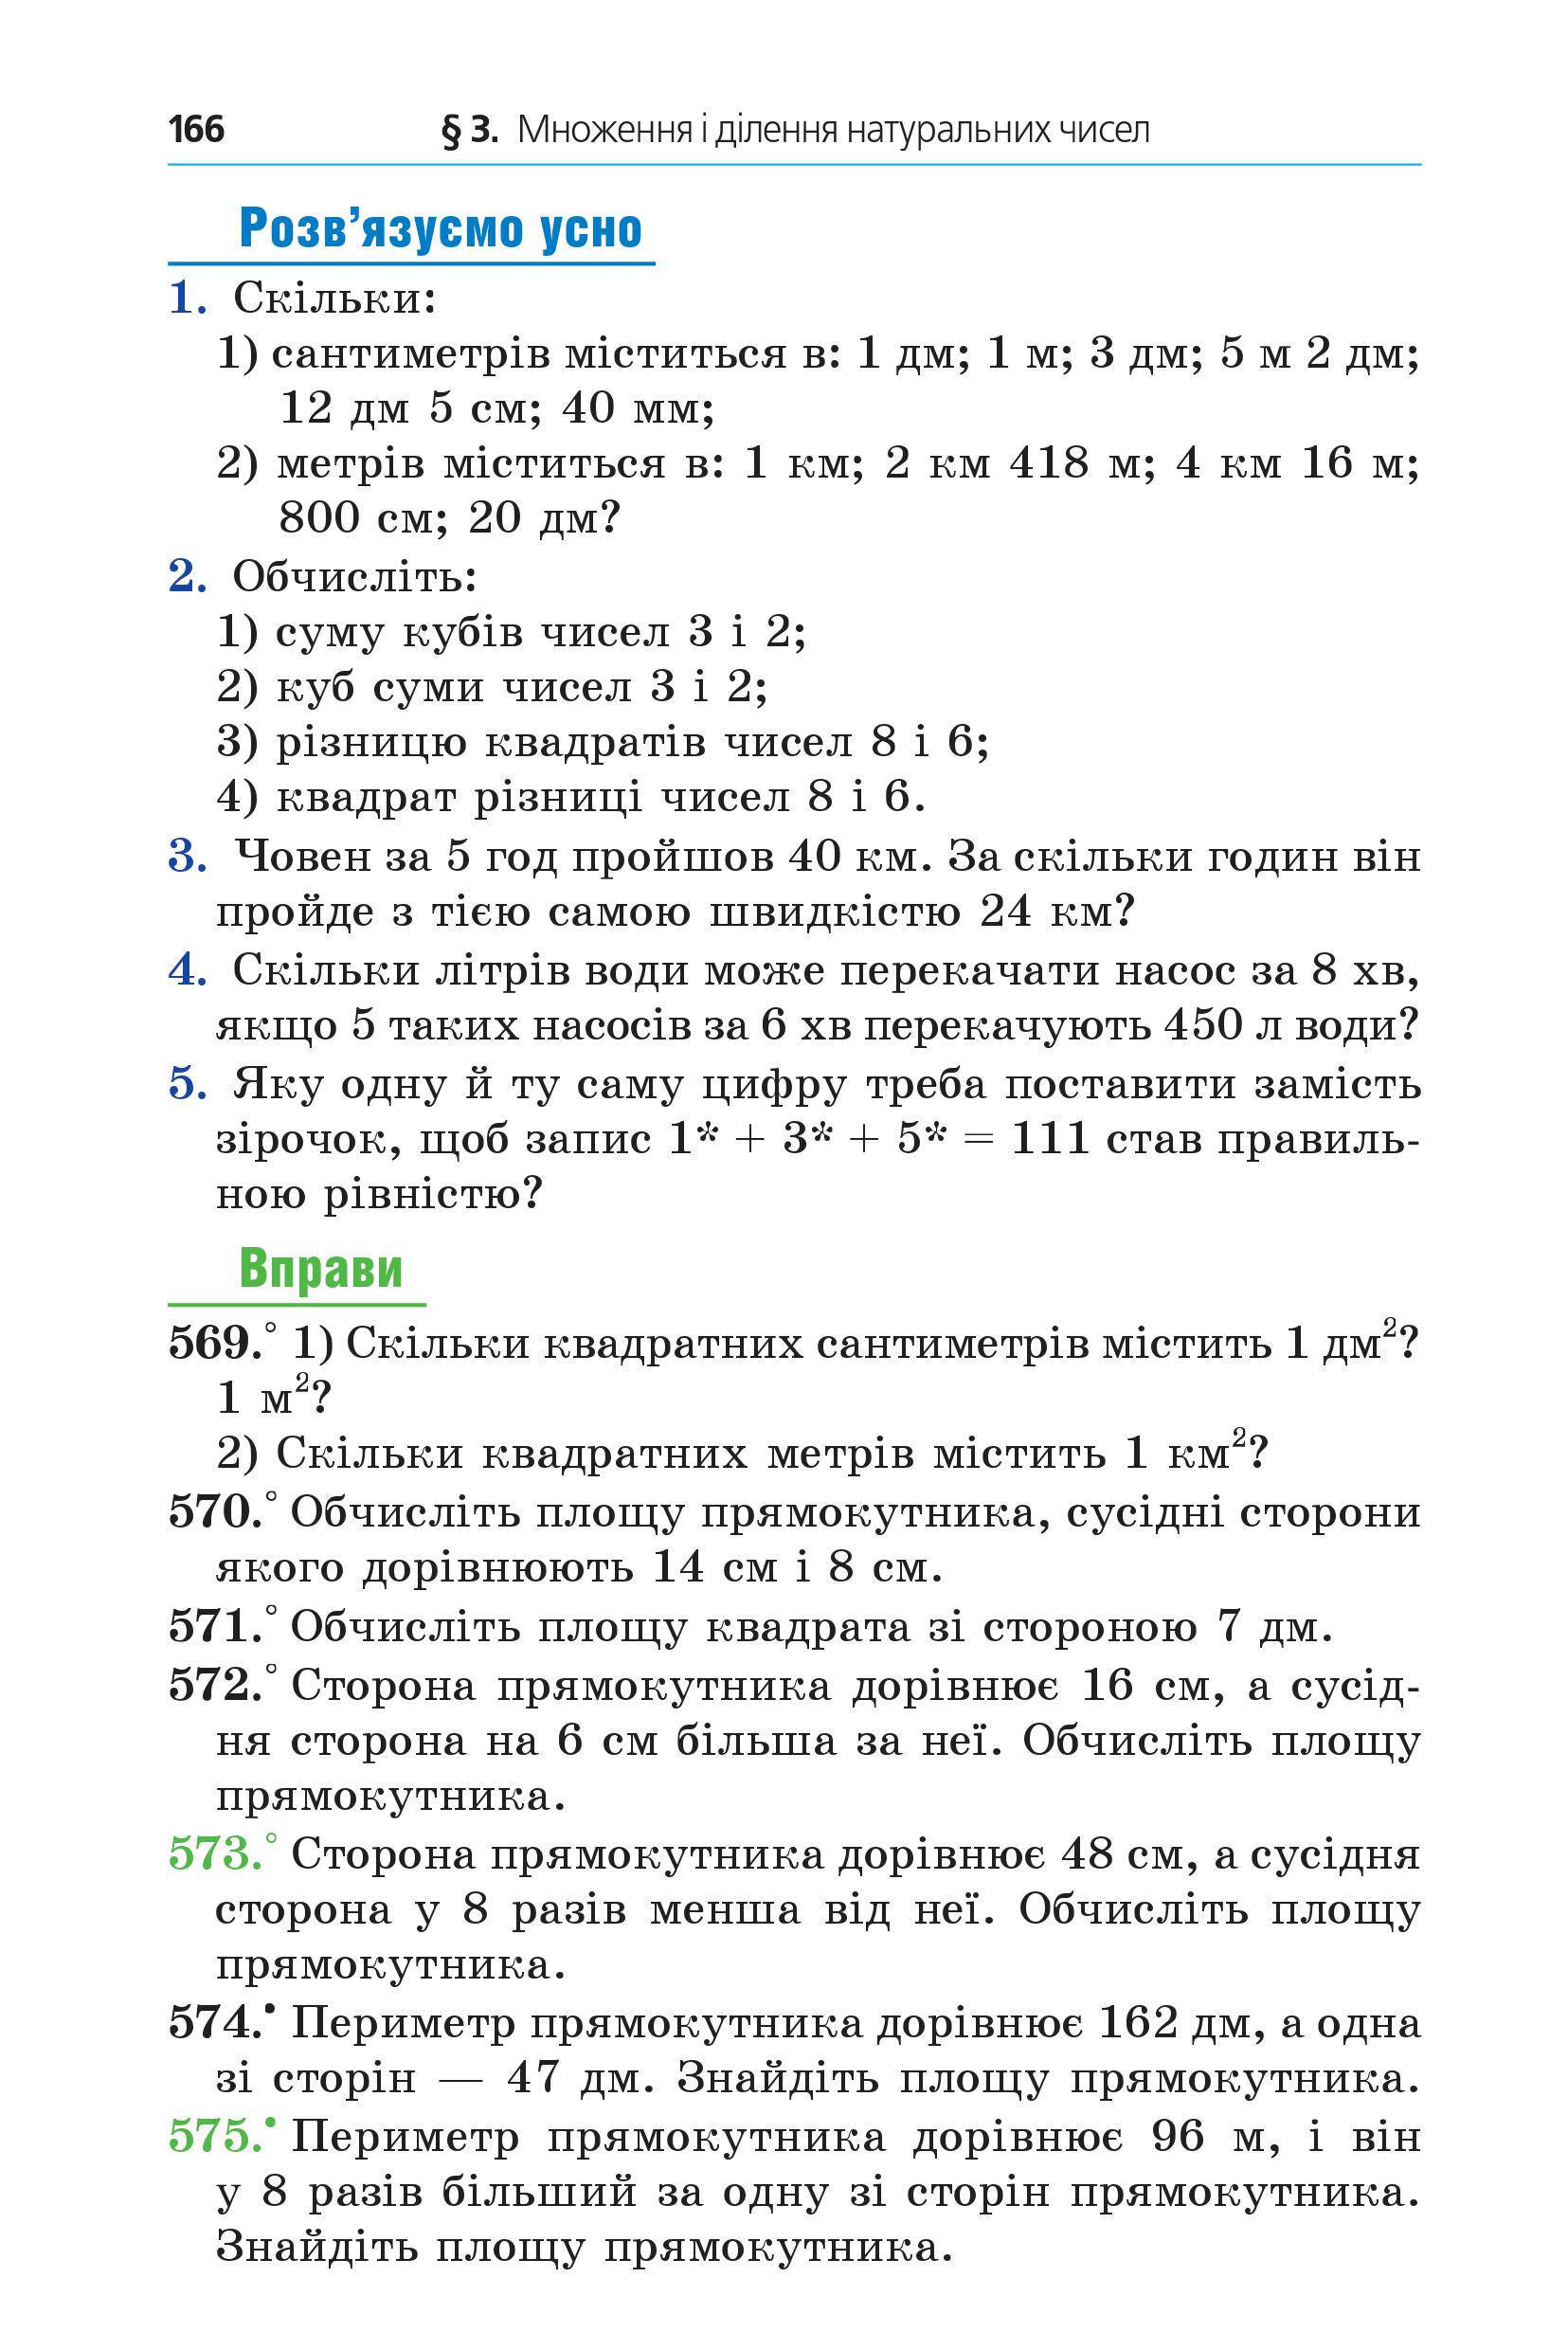 166 § 3. Множення і ділення натуральних чисел
Розв’язуємо усно
1. Скільки:
1) сантиметрів міститься в: 1 дм; 1 м; 3 дм; 5 м 2 дм;
12 дм 5 см; 40 мм;
2) метрів міститься в: 1 км; 2 км 418 м; 4 км 16 м;
800 см; 20 дм?
2. Обчисліть:
1) суму кубів чисел 3 і 2;
2) куб суми чисел 3 і 2;
3) різницю квадратів чисел 8 і 6;
4) квадрат різниці чисел 8 і 6.
3. Човен за 5 год пройшов 40 км. За скільки годин він
пройде з тією самою швидкістю 24 км?
4. Скільки літрів води може перекачати насос за 8 хв,
якщо 5 таких насосів за 6 хв перекачують 450 л води?
5. Яку одну й ту саму цифру треба поставити замість
зірочок, щоб запис 1* + 3* + 5* = 111 став правиль-
ною рівністю?
Вправи
569.° 1) Скільки квадратних сантиметрів містить 1 дм²?
1 м²?
2) Скільки квадратних метрів містить 1 км²?
570.° Обчисліть площу прямокутника, сусідні сторони
якого дорівнюють 14 см і 8 см.
571.° Обчисліть площу квадрата зі стороною 7 дм.
572.° Сторона прямокутника дорівнює 16 см, а сусід-
ня сторона на 6 см більша за неї. Обчисліть площу
прямокутника.
573.° Сторона прямокутника дорівнює 48 см, а сусідня
сторона у 8 разів менша від неї. Обчисліть площу
прямокутника.
574.• Периметр прямокутника дорівнює 162 дм, а одна
зі сторін — 47 дм. Знайдіть площу прямокутника.
575.• Периметр прямокутника дорівнює 96 м, і він
у 8 разів більший за одну зі сторін прямокутника.
Знайдіть площу прямокутника.